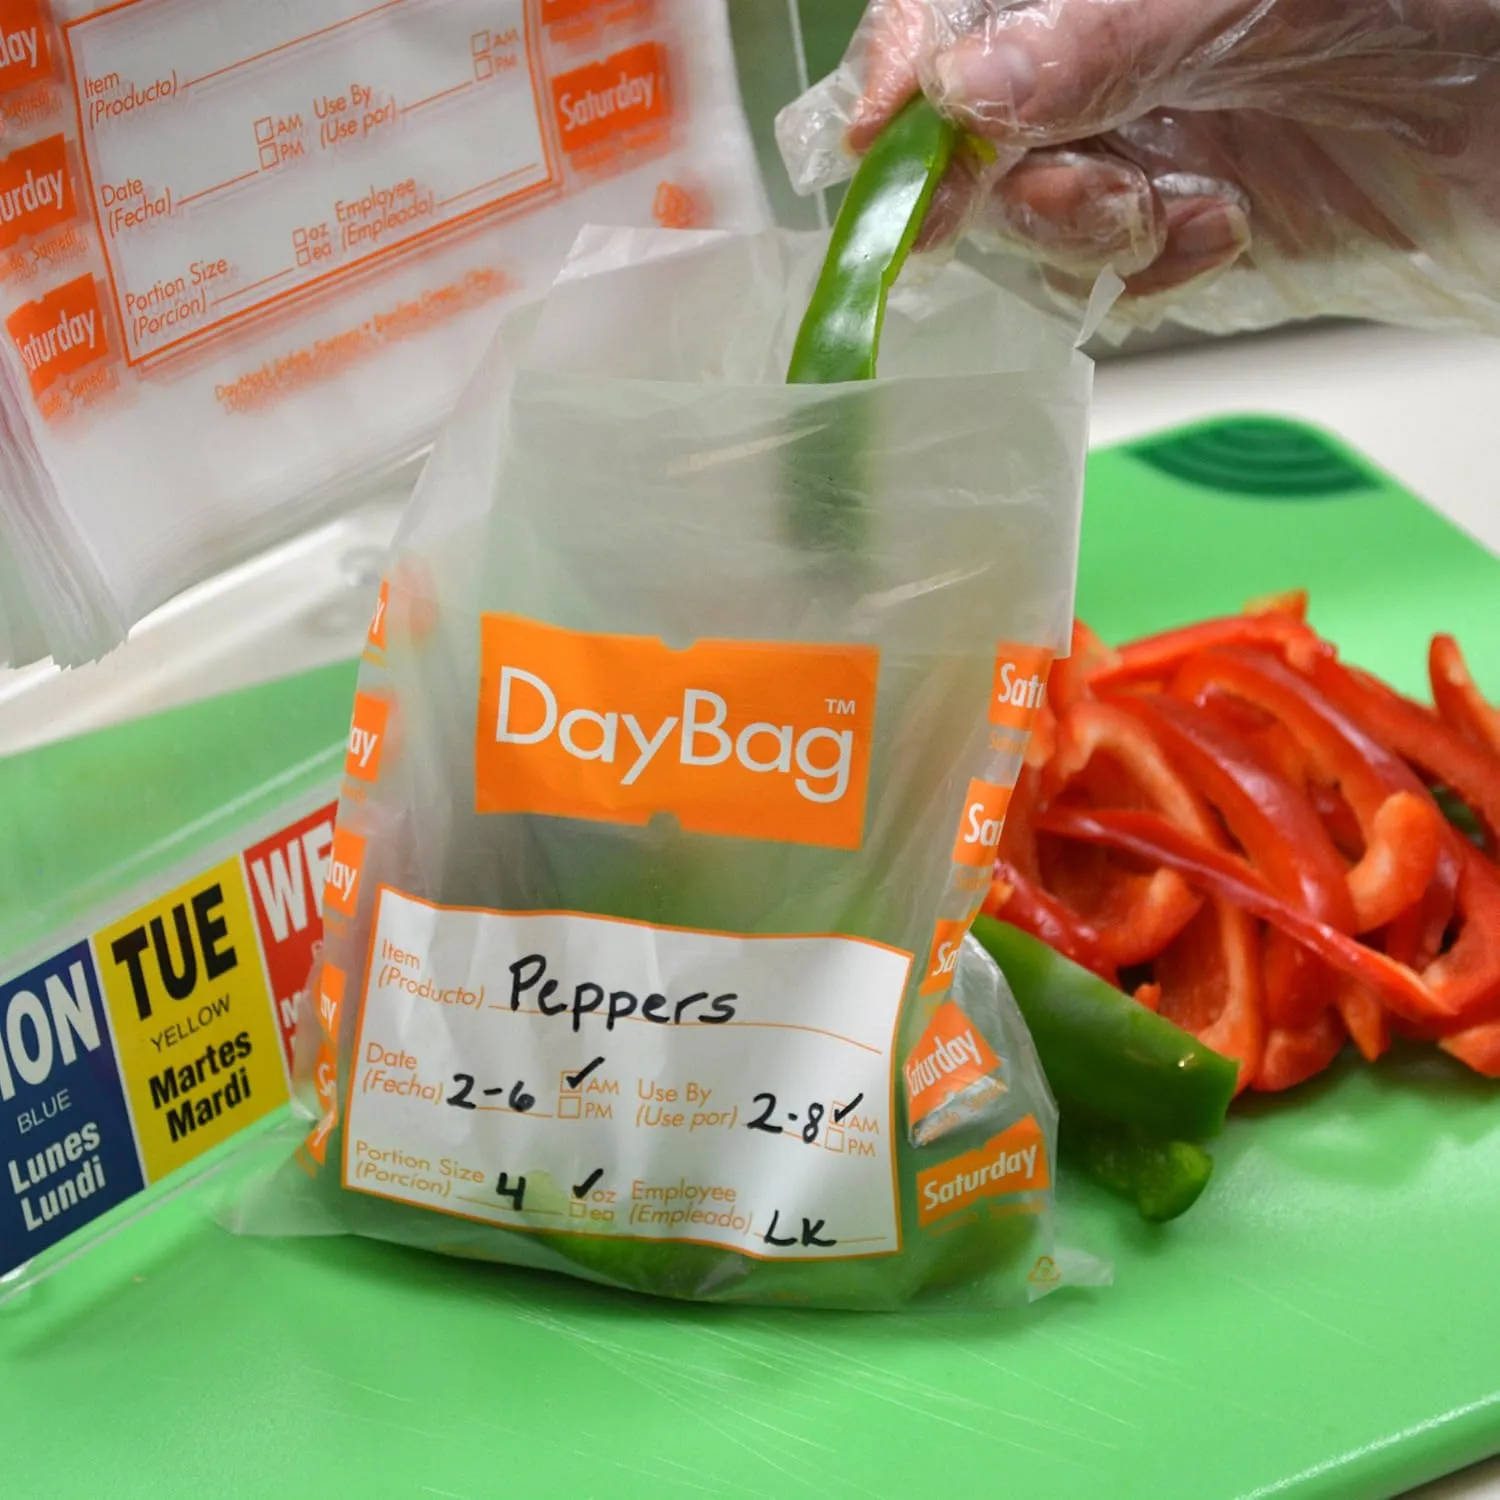 Item
(Producto)
AM
PM
AM
PM
Use By
(Use por)
Date
(Fecha)
oz
ea
Employee
(Empleado)
Portion Size
(Porcion)
Saturday
Saturday
DayBag™
Item
(Producto) Peppers
Date
(Fecha) 2-6 ✓ AM
PM
Use By
(Use por) 2-8 ✓ AM
PM
Portion Size
(Porcion) 4 ✓ oz
ea
Employee
(Empleado) LK
Saturday
Saturday
TUE
YELLOW
Martes
Mardi
BLUE
Lunes
Lundi